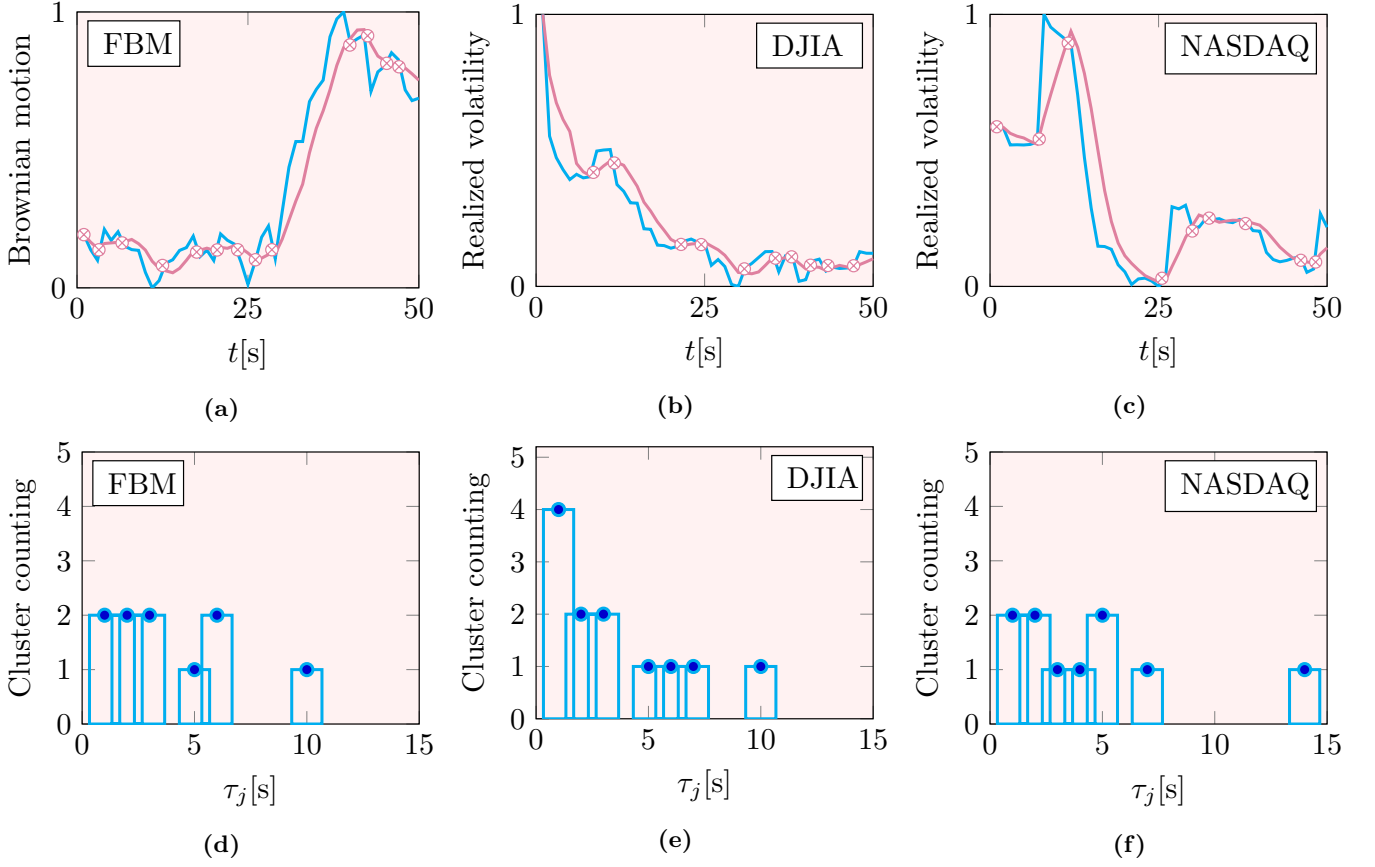 FBM
Brownian motion
1
0
0
25
50
t[s]
(a)
DJIA
Realized volatility
1
0
0
25
50
t[s]
(b)
NASDAQ
Realized volatility
1
0
0
25
50
t[s]
(c)
FBM
Cluster counting
5
4
3
2
1
0
0
5
10
15
τj[s]
(d)
DJIA
Cluster counting
5
4
3
2
1
0
0
5
10
15
τj[s]
(e)
NASDAQ
Cluster counting
5
4
3
2
1
0
0
5
10
15
τj[s]
(f)